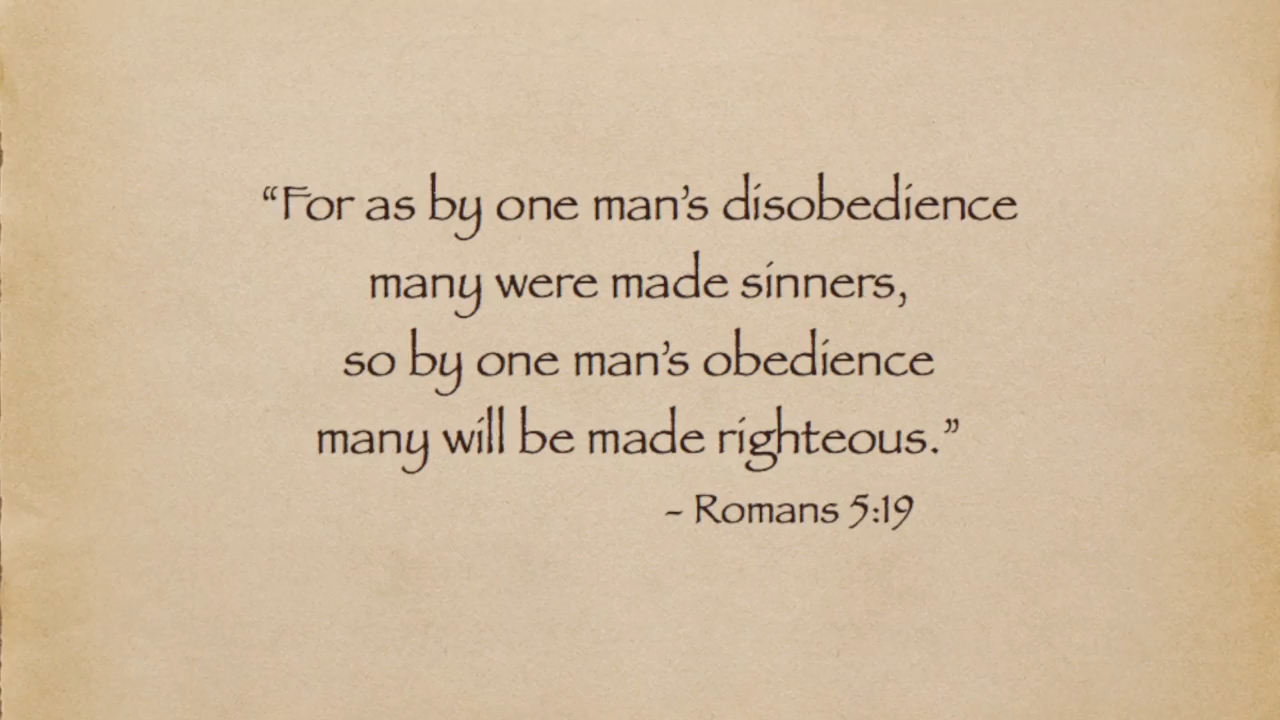 “For as by one man’s disobedience
many were made sinners,
so by one man’s obedience
many will be made righteous.”
– Romans 5:19